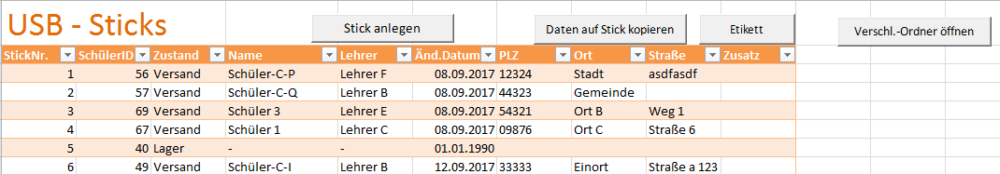 USB - Sticks
Stick anlegen
Daten auf Stick kopieren
Etikett
Verschl.-Ordner öffnen
StickNr. SchülerID Zustand Name Lehrer Änd.Datum PLZ Ort Straße Zusatz
1 56 Versand Schüler-C-P Lehrer F 08.09.2017 12324 Stadt asdfasdf
2 57 Versand Schüler-C-Q Lehrer B 08.09.2017 44323 Gemeinde
3 69 Versand Schüler 3 Lehrer E 08.09.2017 54321 Ort B Weg 1
4 67 Versand Schüler 1 Lehrer C 08.09.2017 09876 Ort C Straße 6
5 40 Lager - - 01.01.1990
6 49 Versand Schüler-C-I Lehrer B 12.09.2017 33333 Einort Straße a 123